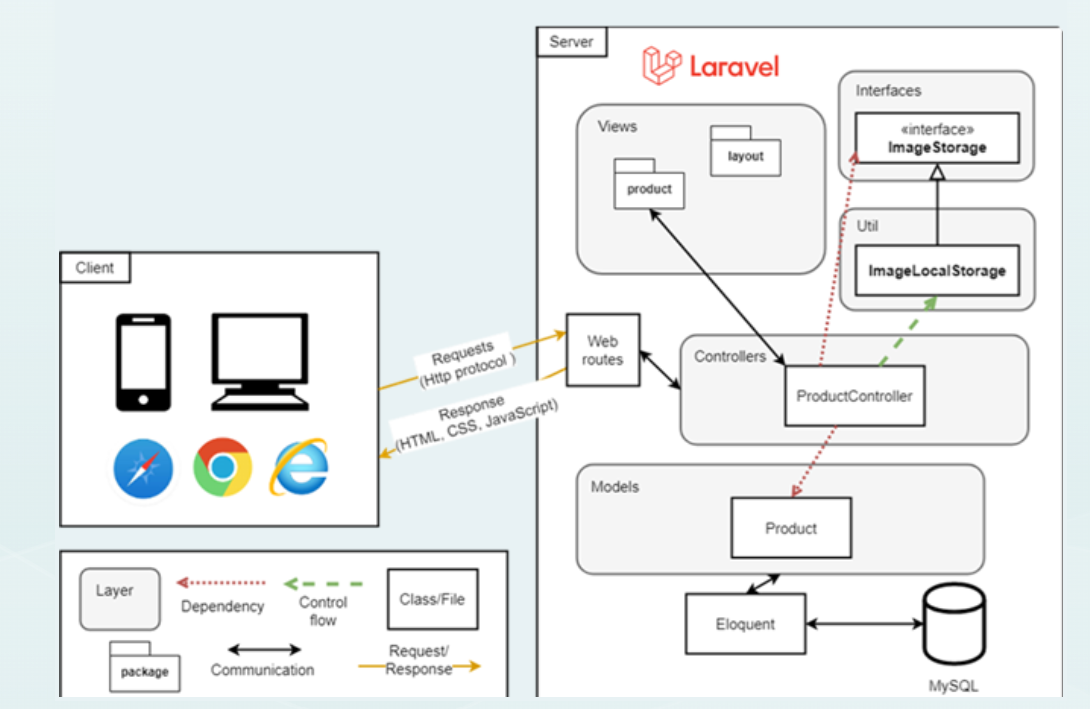 Server
Laravel
Interfaces
«interface»
ImageStorage
Views
layout
product
Util
ImageLocalStorage
Client
Requests
(Http protocol )
Response
(HTML, CSS, JavaScript)
Web
routes
Controllers
ProductController
Models
Product
Eloquent
MySQL
Layer
Dependency
Control
flow
Class/File
package
Communication
Request/
Response